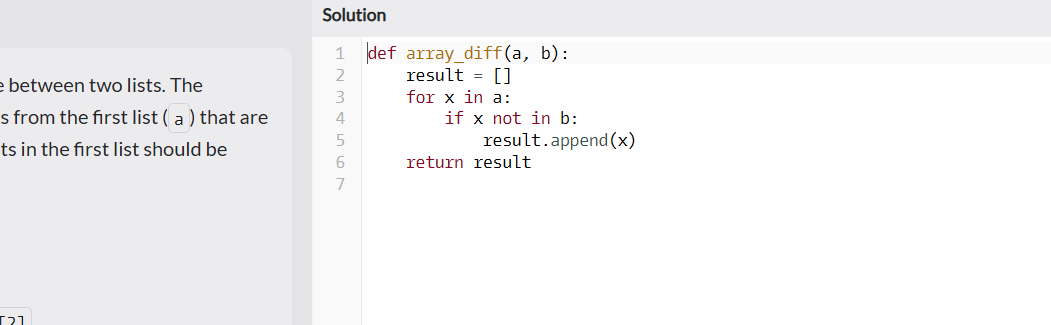 Solution
between two lists. The
s from the first list ( a ) that are
ts in the first list should be
1 def array_diff(a, b):
2     result = []
3     for x in a:
4         if x not in b:
5             result.append(x)
6     return result
7